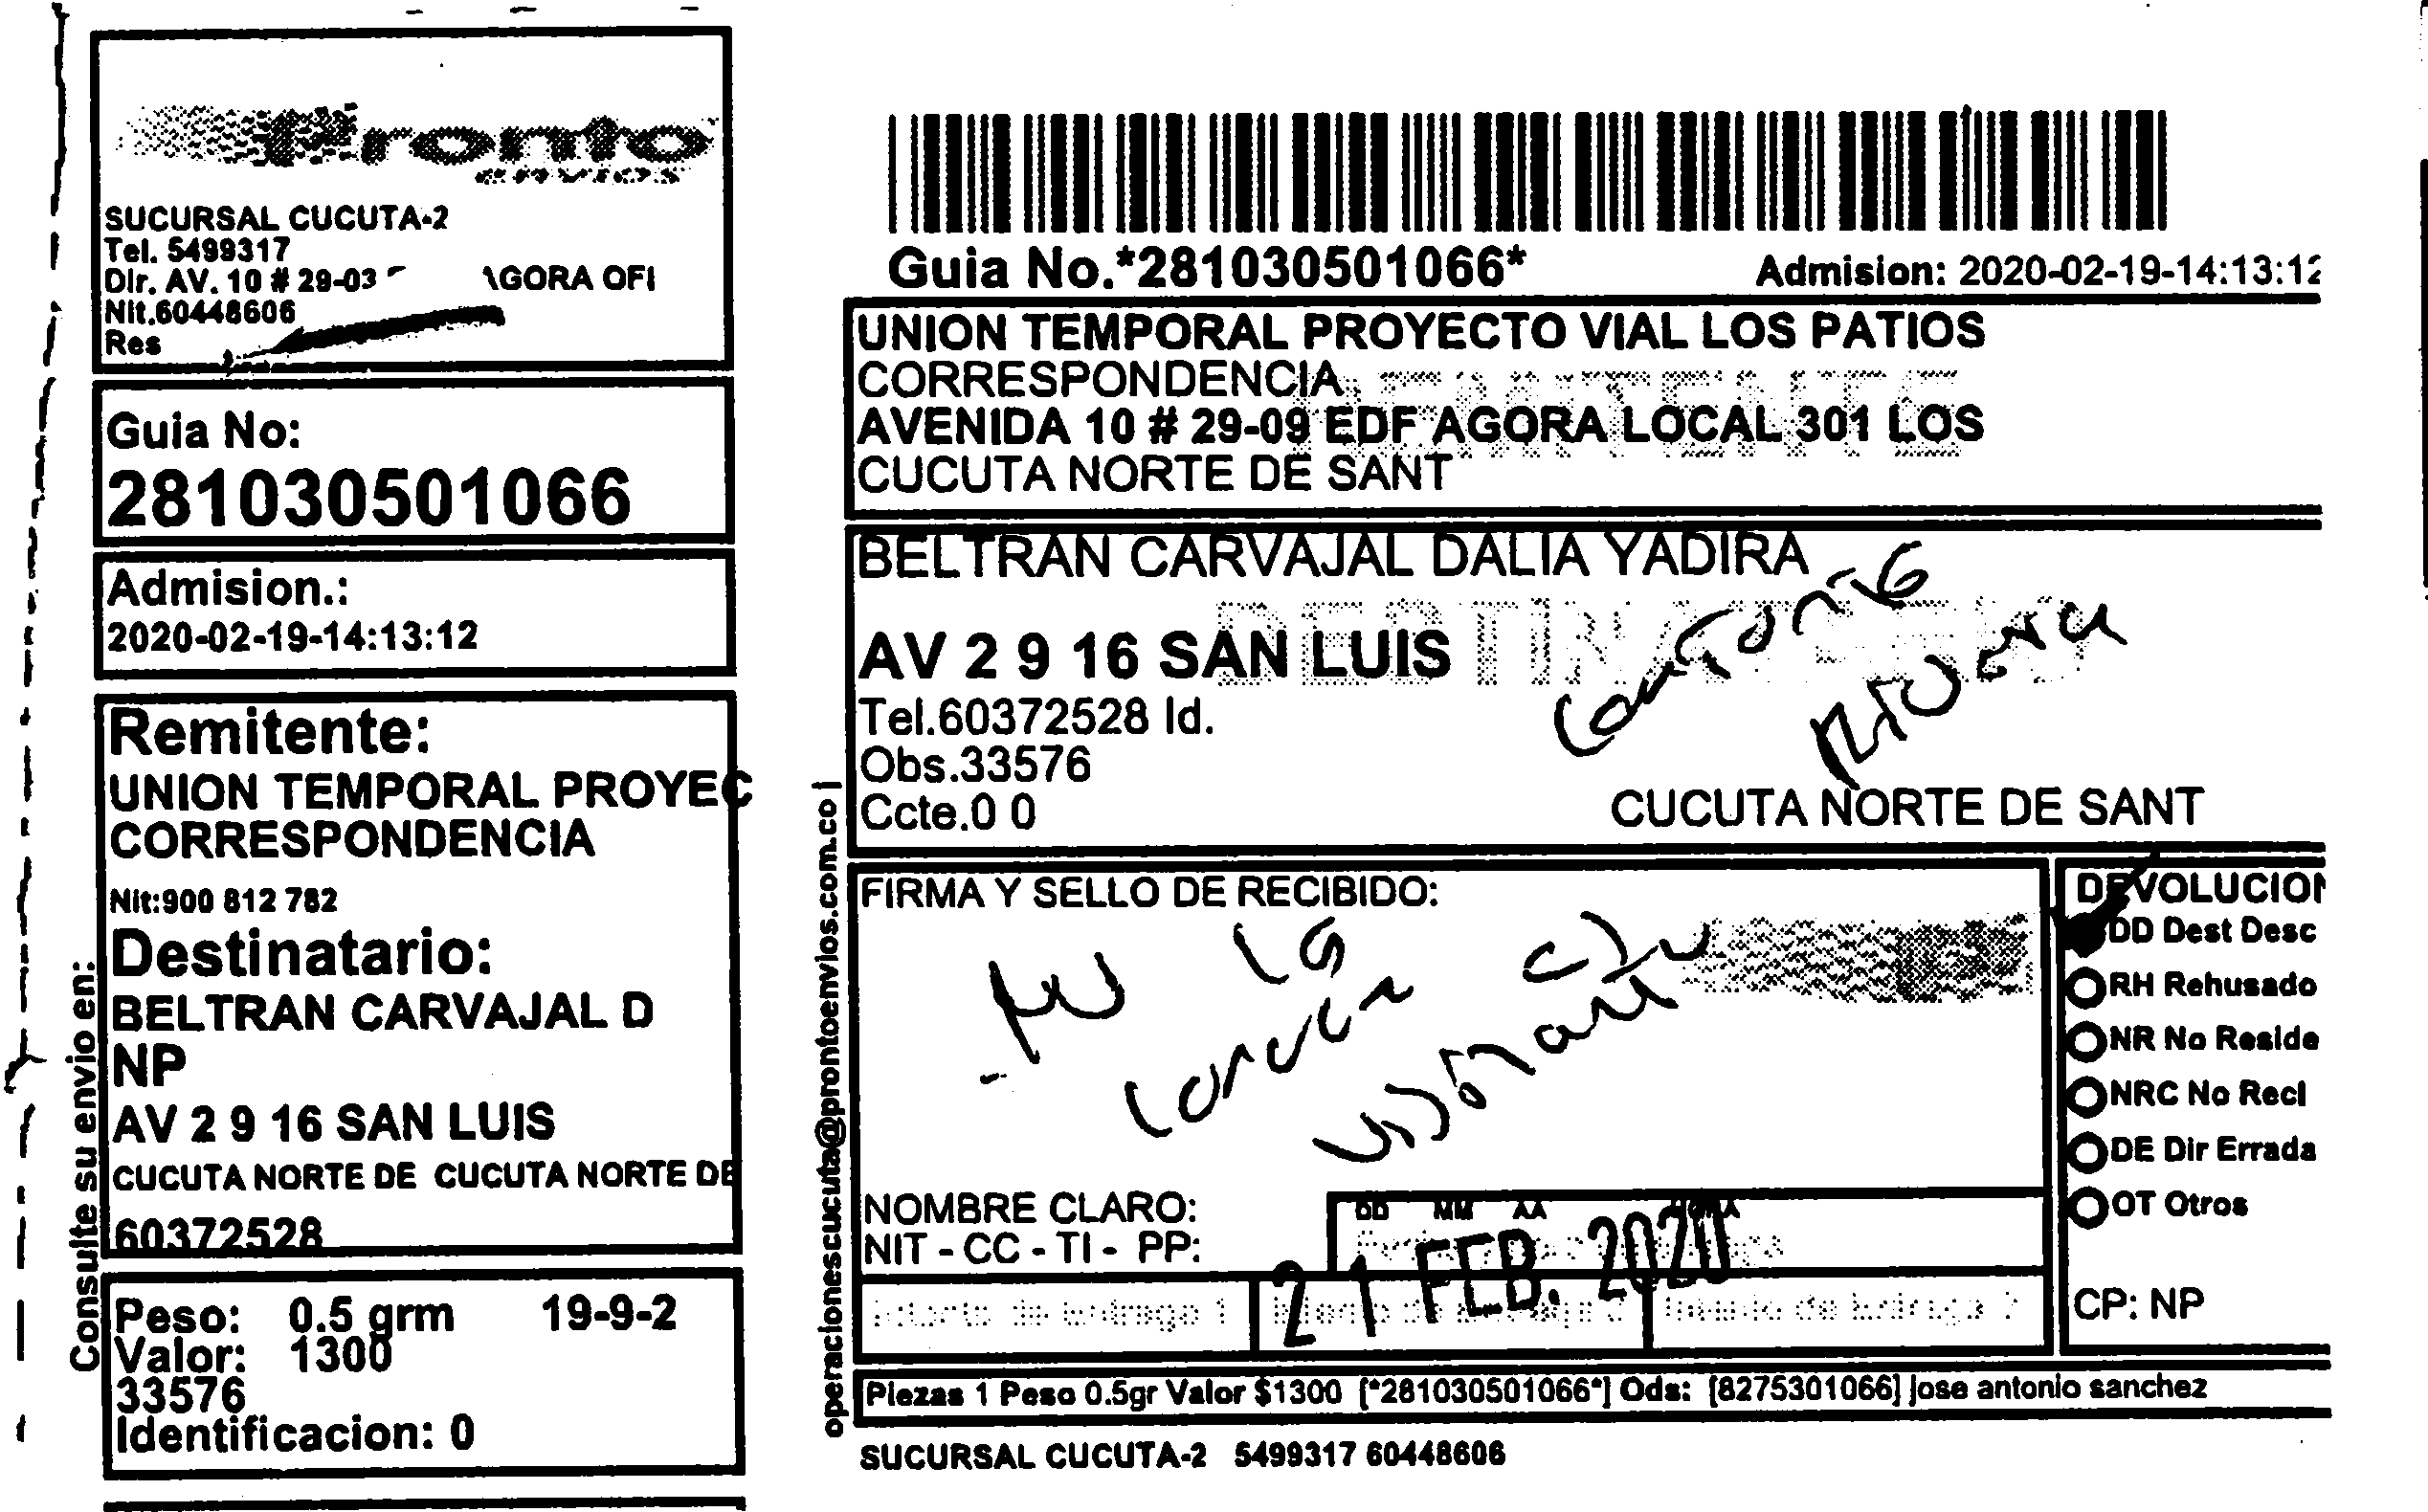 Pronto
envios
SUCURSAL CUCUTA-2
Tel. 5499317
Dir. AV. 10 # 29-03 AGORA OFI
Nit.60448606
Res
Guia No:
281030501066
Admision.:
2020-02-19-14:13:12
Remitente:
UNION TEMPORAL PROYEC
CORRESPONDENCIA
Nit:900 812 782
Destinatario:
BELTRAN CARVAJAL D
NP
AV 2 9 16 SAN LUIS
CUCUTA NORTE DE CUCUTA NORTE DE
60372528
Peso: 0.5 grm 19-9-2
Valor: 1300
33576
Identificacion: 0
Consulte su envio en:
operacionescucuta@prontoenvios.com.co |
Guia No.*281030501066*
Admision: 2020-02-19-14:13:12
UNION TEMPORAL PROYECTO VIAL LOS PATIOS
CORRESPONDENCIA
REMITENTE
AVENIDA 10 # 29-09 EDF AGORA LOCAL 301 LOS
CUCUTA NORTE DE SANT
BELTRAN CARVAJAL DALIA YADIRA
DESTINATARIO
AV 2 9 16 SAN LUIS
Tel.60372528 Id.
Obs.33576
Ccte.0 0
CUCUTA NORTE DE SANT
FIRMA Y SELLO DE RECIBIDO:
NOMBRE CLARO:
NIT - CC - TI - PP:
DD MM AA HORA
21 FEB. 2020
DEVOLUCION
DD Dest Desc
RH Rehusado
NR No Reside
NRC No Reci
DE Dir Errada
OT Otros
CP: NP
Piezas 1 Peso 0.5gr Valor $1300 [*281030501066*] Ods: [8275301066] jose antonio sanchez
SUCURSAL CUCUTA-2 5499317 60448606